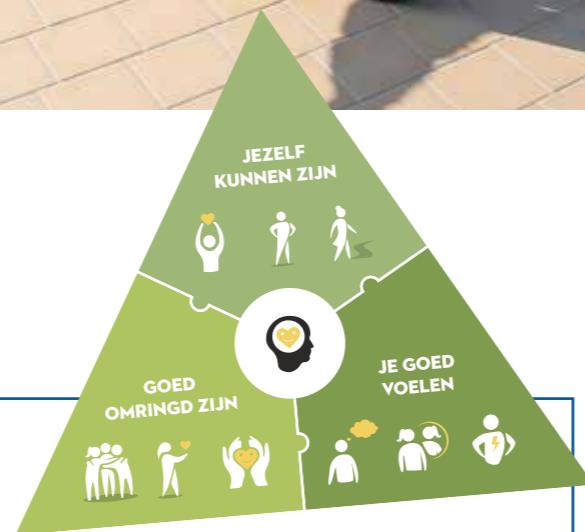 JEZELF
KUNNEN ZIJN
GOED
OMRINGD ZIJN
JE GOED
VOELEN